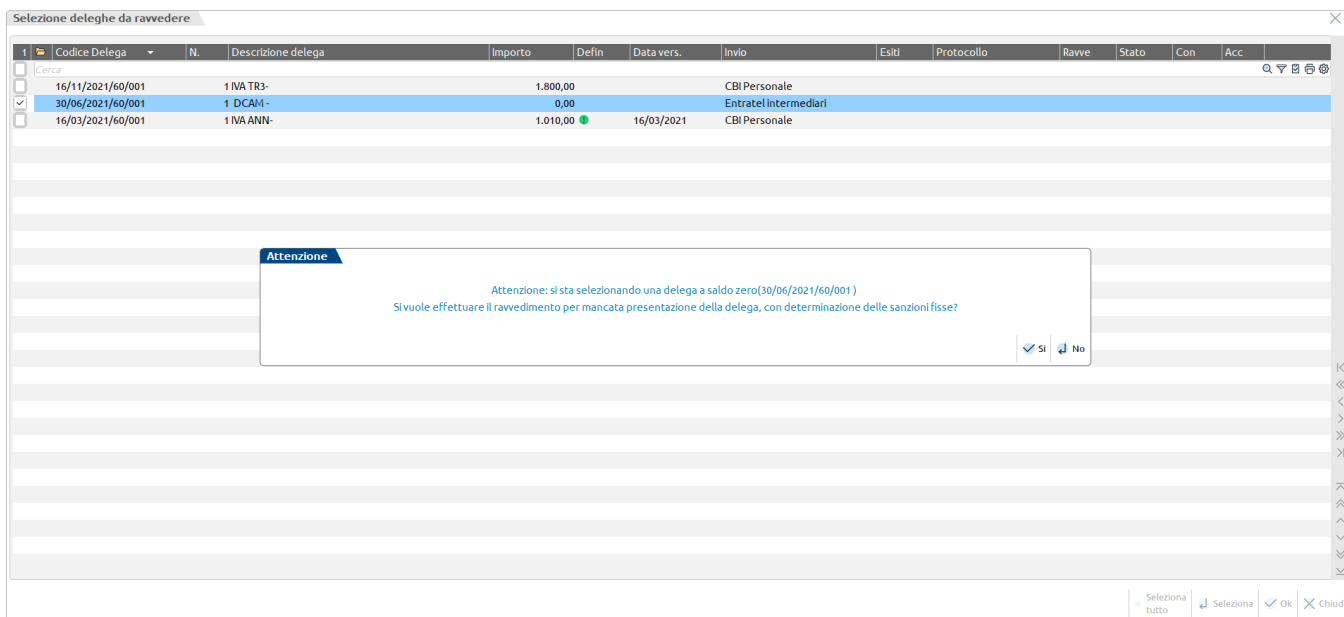 Selezione deleghe da ravvedere
1 Codice Delega N. Descrizione delega Importo Defin Data vers. Invio Esiti Protocollo Ravve Stato Con Acc
Cerca
16/11/2021/60/001 1 IVA TR3- 1.800,00 CBI Personale
30/06/2021/60/001 1 DCAM - 0,00 Entratel intermediari
16/03/2021/60/001 1 IVA ANN- 1.010,00 16/03/2021 CBI Personale
Attenzione
Attenzione: si sta selezionando una delega a saldo zero(30/06/2021/60/001 )
Si vuole effettuare il ravvedimento per mancata presentazione della delega, con determinazione delle sanzioni fisse?
Si No
Seleziona tutto Seleziona Ok Chiud